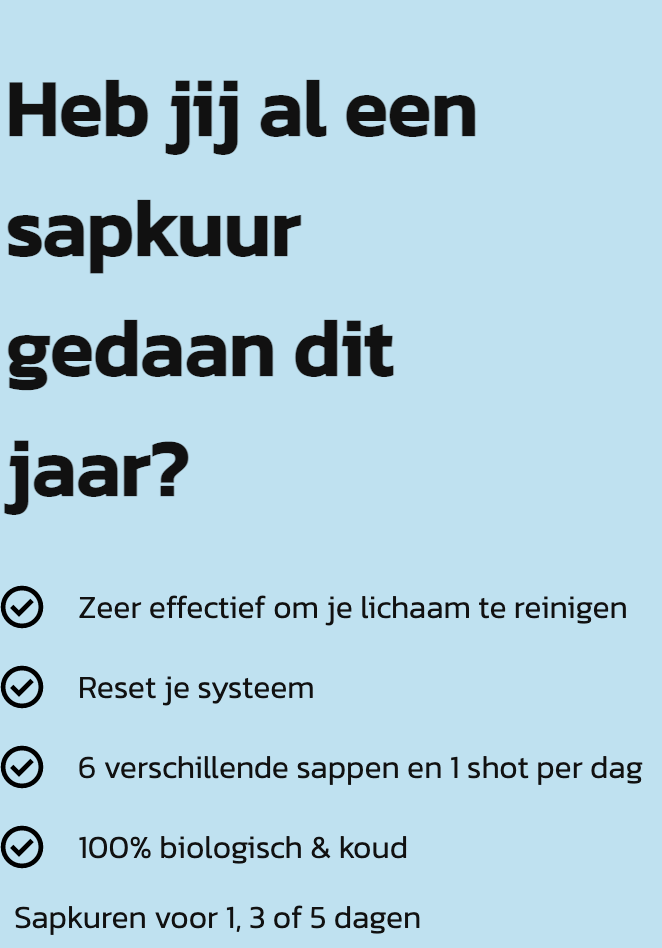 Heb jij al een
sapkuur
gedaan dit
jaar?
Zeer effectief om je lichaam te reinigen
Reset je systeem
6 verschillende sappen en 1 shot per dag
100% biologisch & koud
Sapkuren voor 1, 3 of 5 dagen